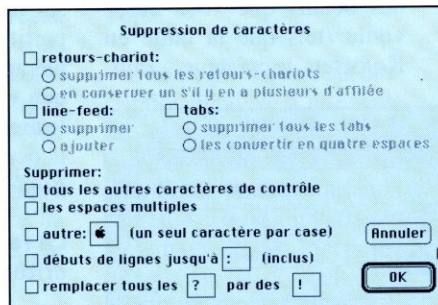 Suppression de caractères
retours-chariot:
supprimer tous les retours-chariots
en conserver un s'il y en a plusieurs d'affilée
line-feed: tabs:
supprimer supprimer tous les tabs
ajouter les convertir en quatre espaces
Supprimer:
tous les autres caractères de contrôle
les espaces multiples
autre: (un seul caractère par case) Annuler
débuts de lignes jusqu'à : (inclus)
remplacer tous les ? par des ! OK